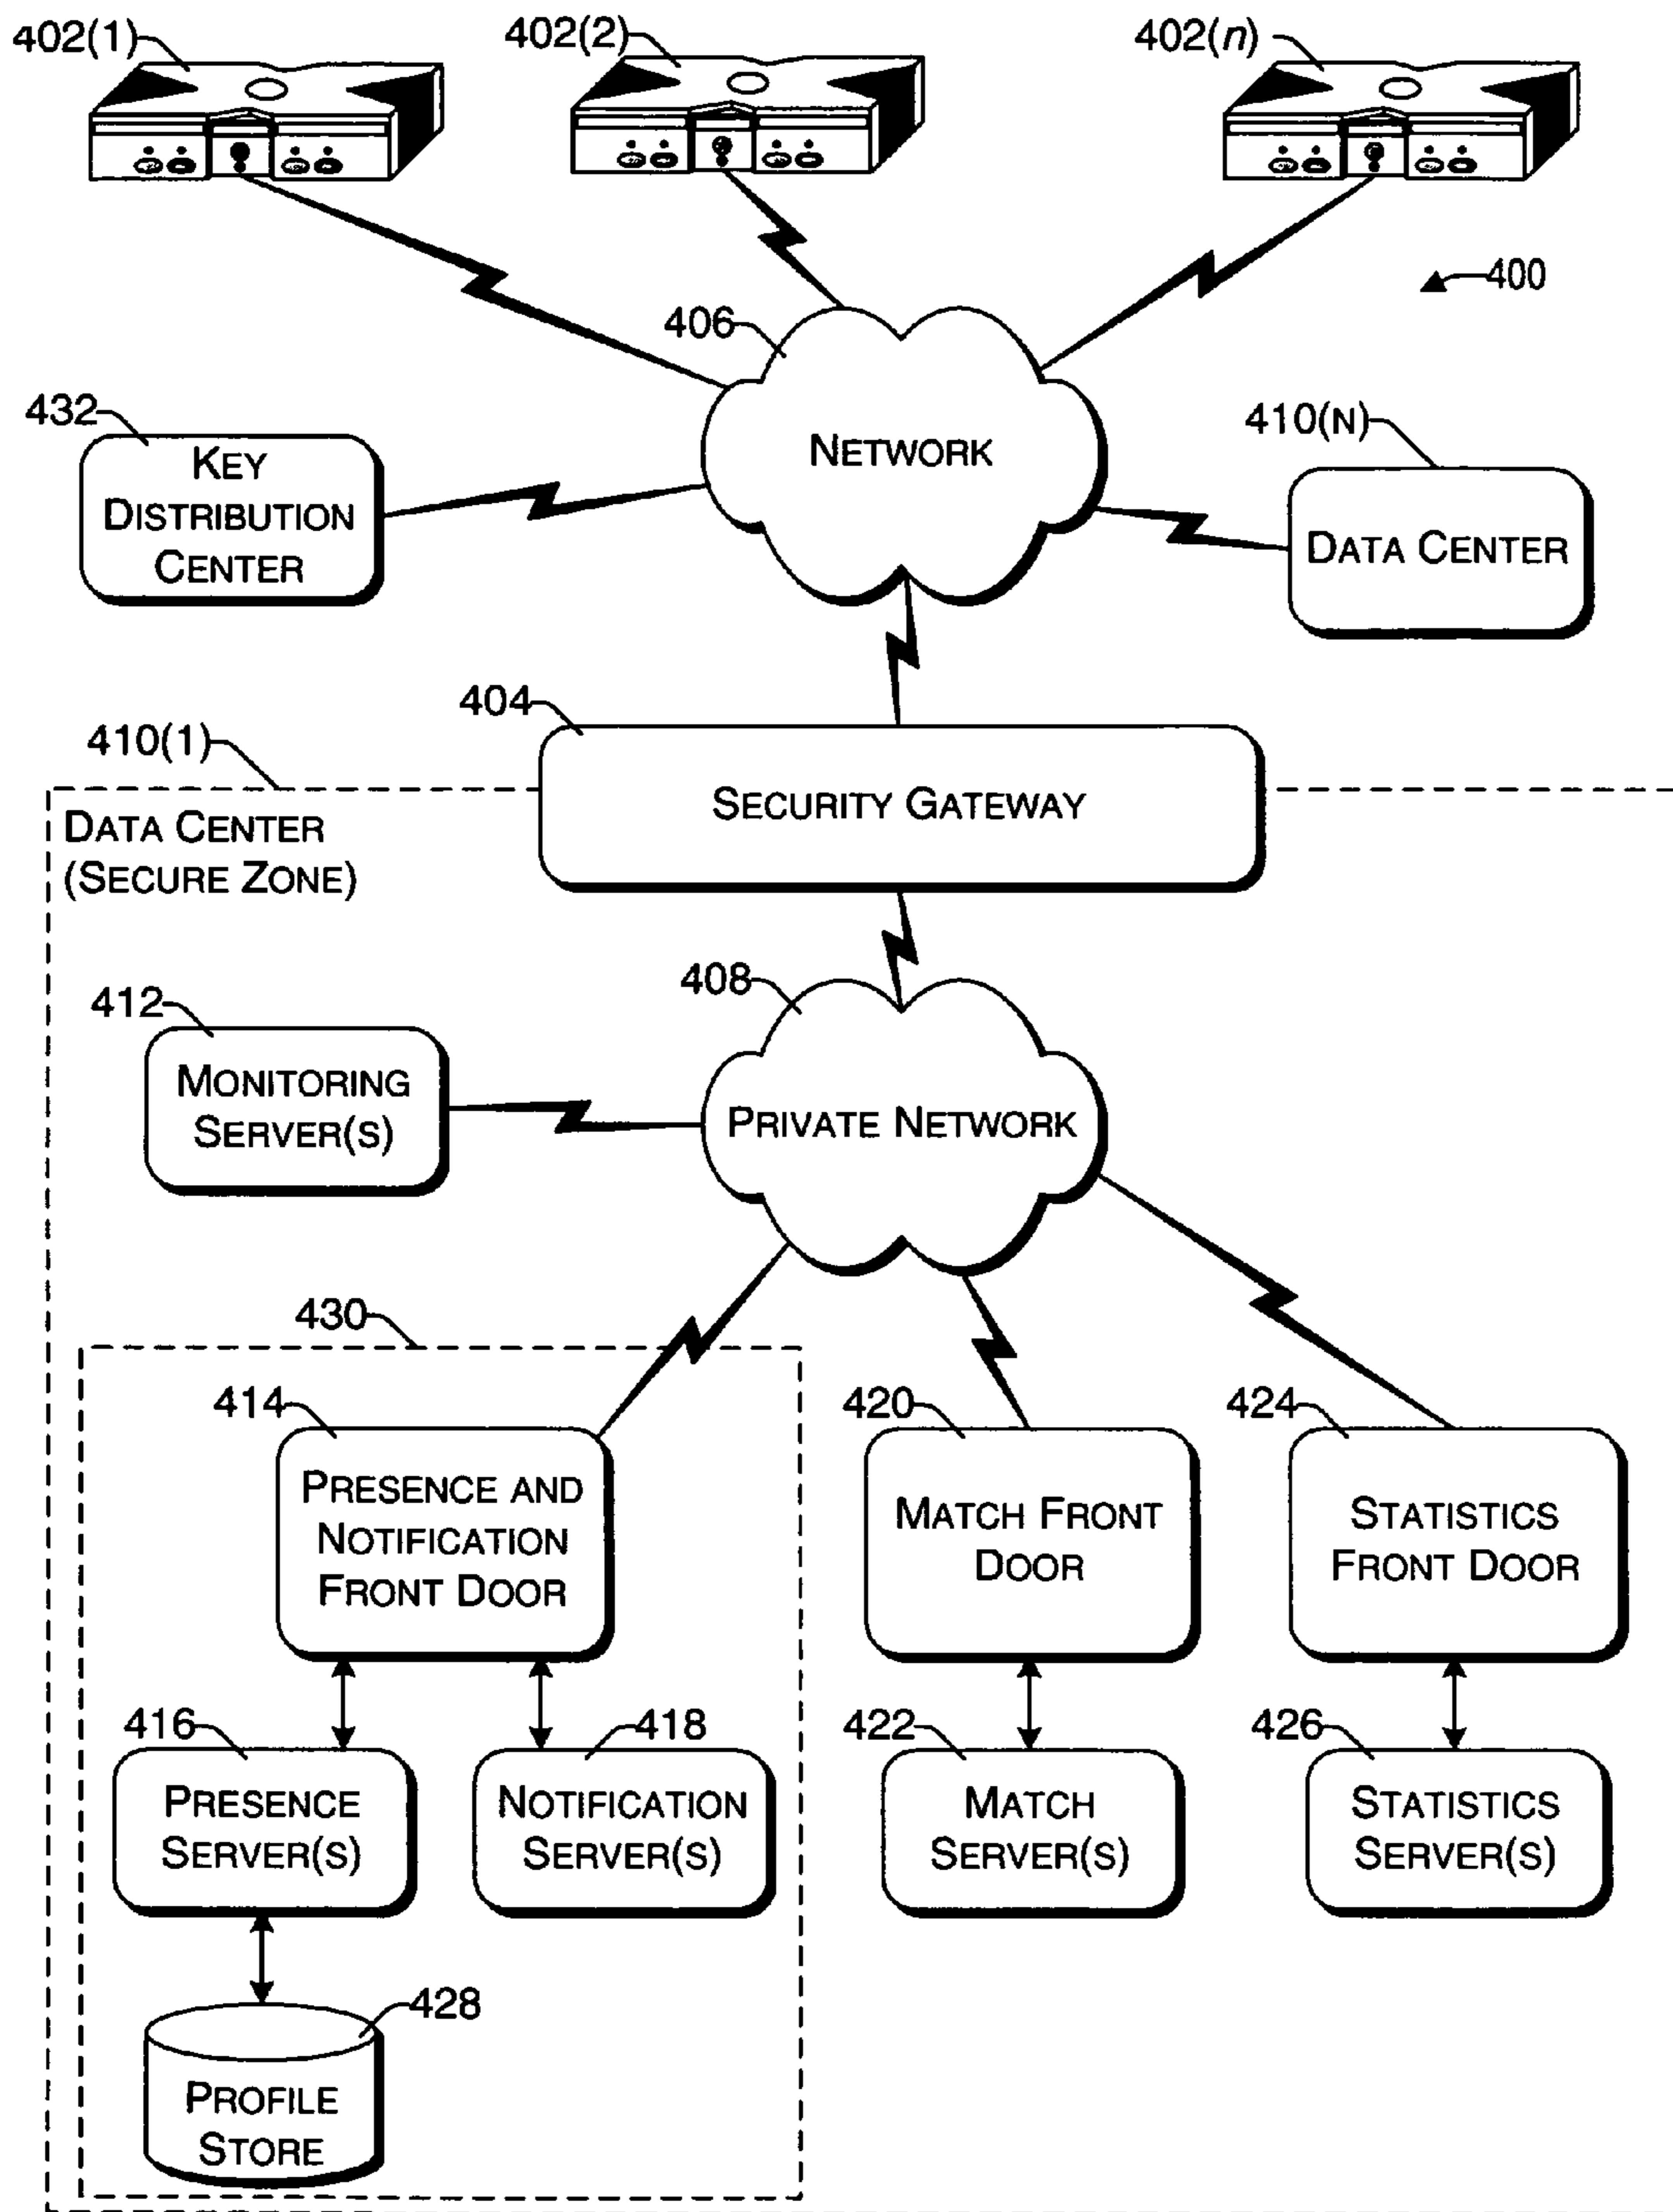 402(1)
402(2)
402(n)
400
406
NETWORK
432
KEY
DISTRIBUTION
CENTER
410(N)
DATA CENTER
404
SECURITY GATEWAY
410(1)
DATA CENTER
(SECURE ZONE)
408
PRIVATE NETWORK
412
MONITORING
SERVER(S)
430
414
PRESENCE AND
NOTIFICATION
FRONT DOOR
420
MATCH FRONT
DOOR
424
STATISTICS
FRONT DOOR
416
PRESENCE
SERVER(S)
418
NOTIFICATION
SERVER(S)
422
MATCH
SERVER(S)
426
STATISTICS
SERVER(S)
428
PROFILE
STORE